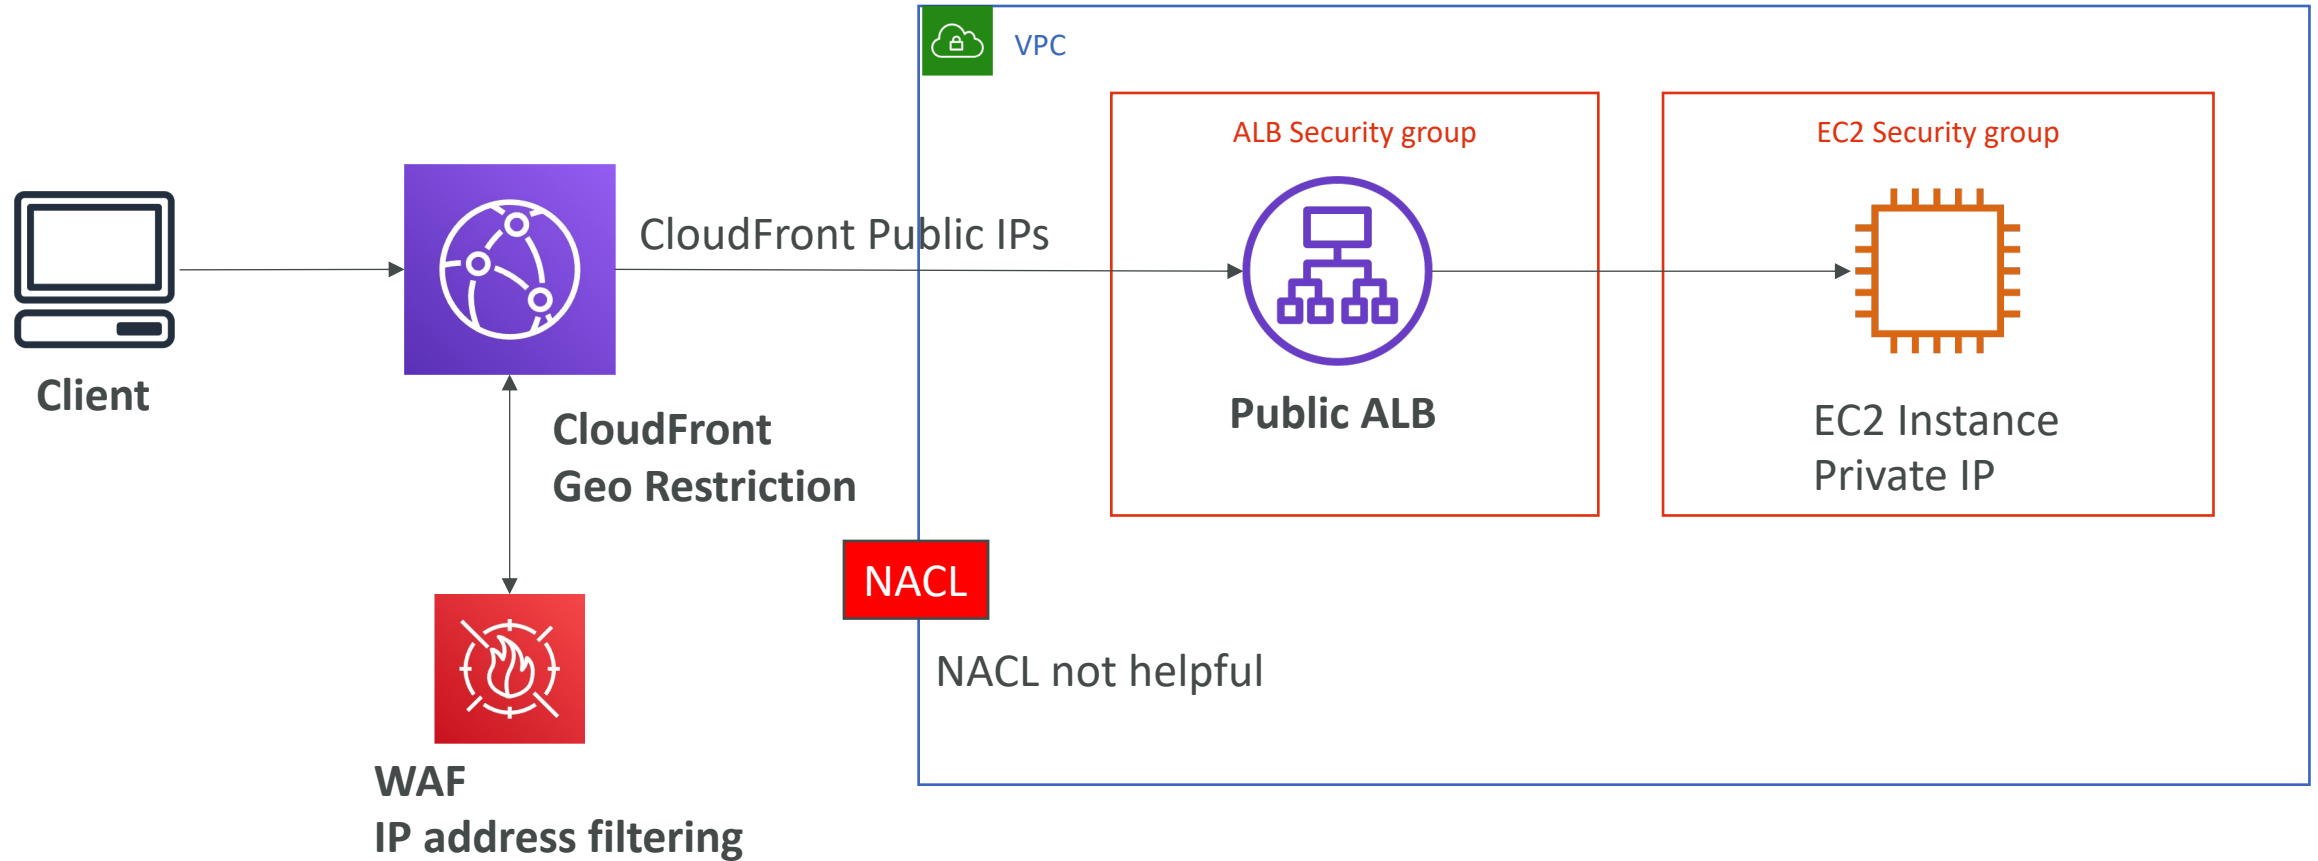 VPC
ALB Security group
EC2 Security group
CloudFront Public IPs
Client
CloudFront
Geo Restriction
Public ALB
EC2 Instance
Private IP
NACL
NACL not helpful
WAF
IP address filtering